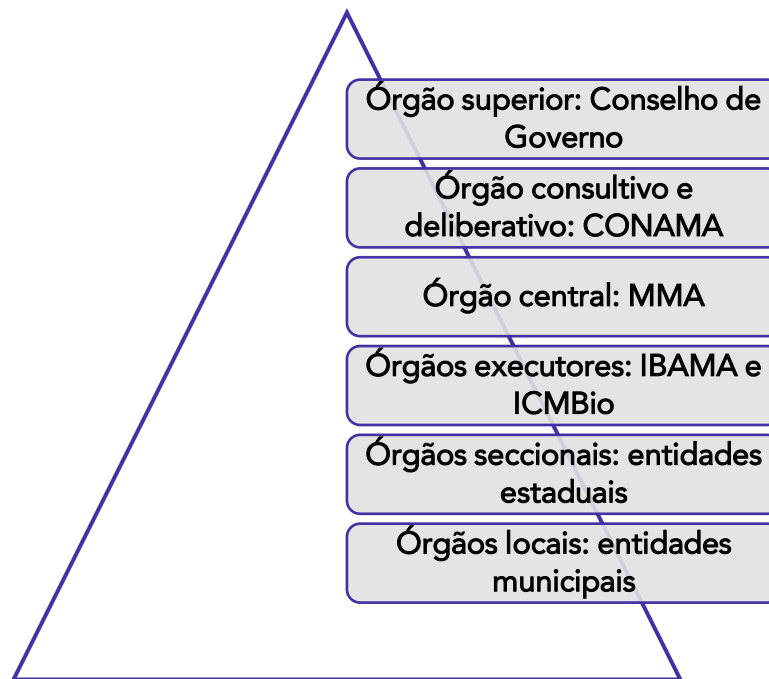 Órgão superior: Conselho de
Governo
Órgão consultivo e
deliberativo: CONAMA
Órgão central: MMA
Órgãos executores: IBAMA e
ICMBio
Órgãos seccionais: entidades
estaduais
Órgãos locais: entidades
municipais